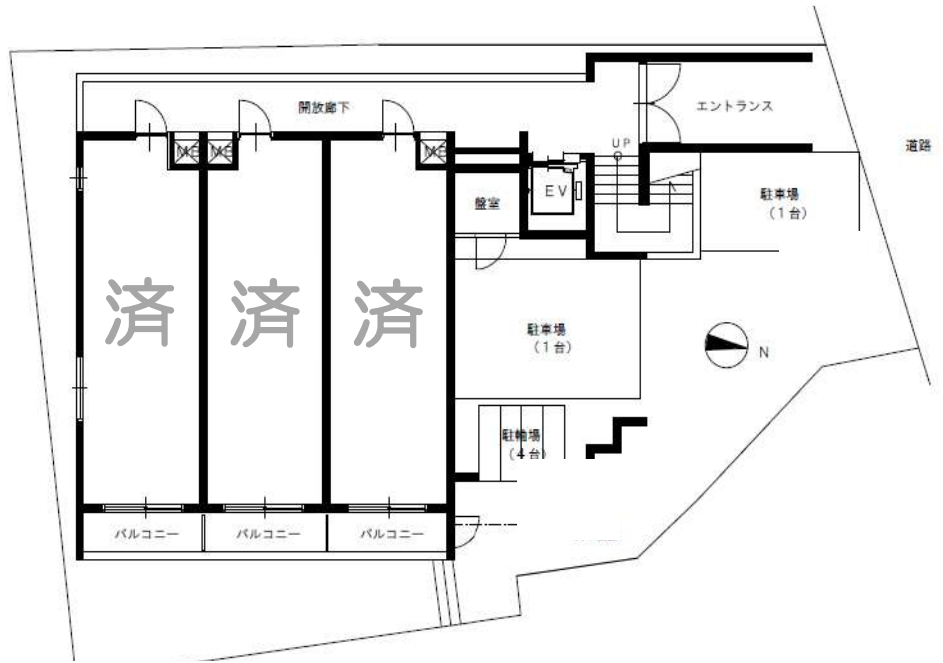 開放廊下
エントランス
道路
MB
MB
MB
UP
EV
盤室
駐車場
(1台)
済
済
済
駐車場
(1台)
N
駐輪場
(4台)
バルコニー
バルコニー
バルコニー